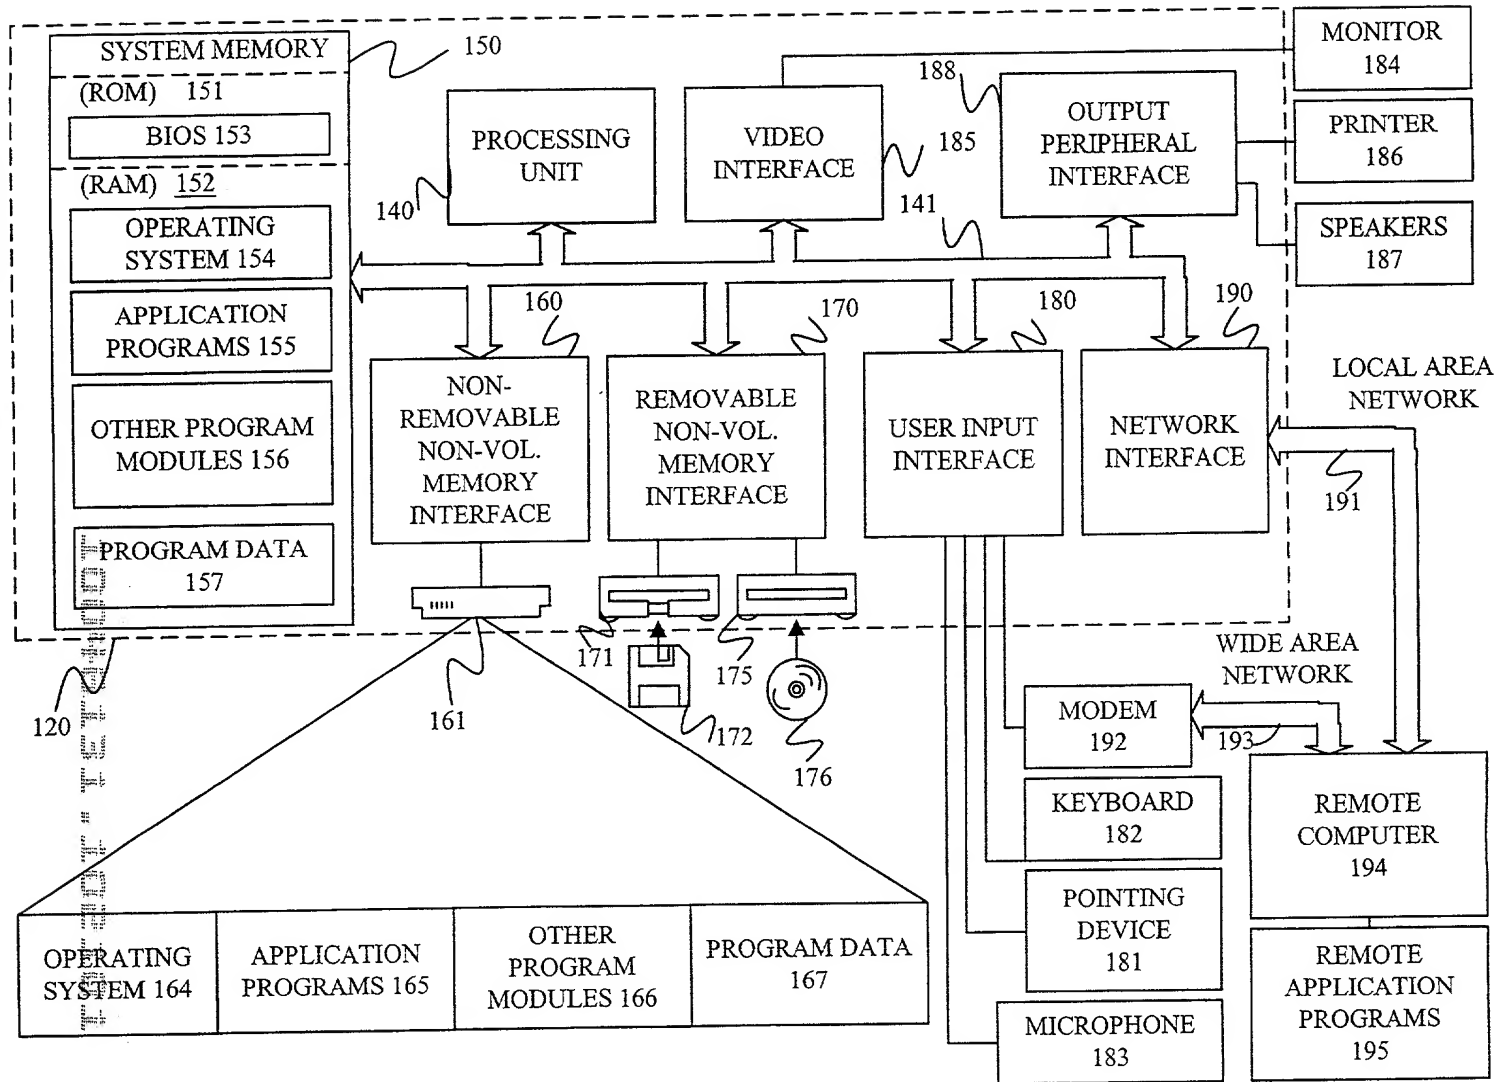 SYSTEM MEMORY
150
(ROM) 151
BIOS 153
(RAM) 152
OPERATING
SYSTEM 154
APPLICATION
PROGRAMS 155
OTHER PROGRAM
MODULES 156
PROGRAM DATA
157
120
PROCESSING
UNIT
140
VIDEO
INTERFACE
185
188
OUTPUT
PERIPHERAL
INTERFACE
141
MONITOR
184
PRINTER
186
SPEAKERS
187
160
NON-
REMOVABLE
NON-VOL.
MEMORY
INTERFACE
170
REMOVABLE
NON-VOL.
MEMORY
INTERFACE
180
USER INPUT
INTERFACE
190
NETWORK
INTERFACE
LOCAL AREA
NETWORK
191
161
171
172
175
176
WIDE AREA
NETWORK
MODEM
192
193
KEYBOARD
182
POINTING
DEVICE
181
MICROPHONE
183
REMOTE
COMPUTER
194
REMOTE
APPLICATION
PROGRAMS
195
OPERATING
SYSTEM 164
APPLICATION
PROGRAMS 165
OTHER
PROGRAM
MODULES 166
PROGRAM DATA
167